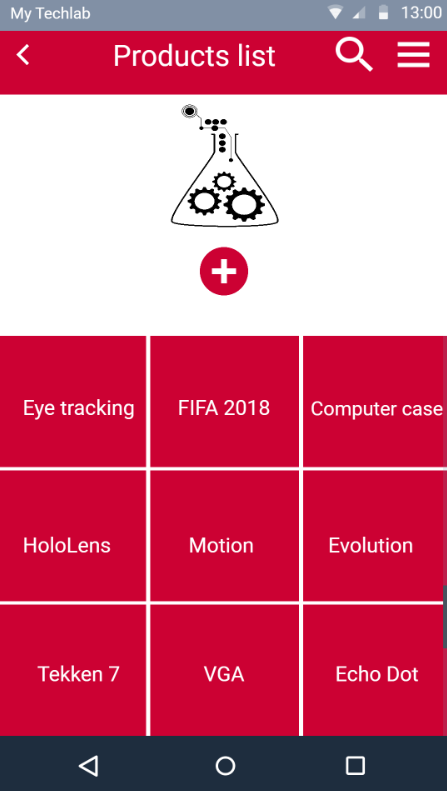 My Techlab 13:00
Products list
Eye tracking FIFA 2018 Computer case
HoloLens Motion Evolution
Tekken 7 VGA Echo Dot